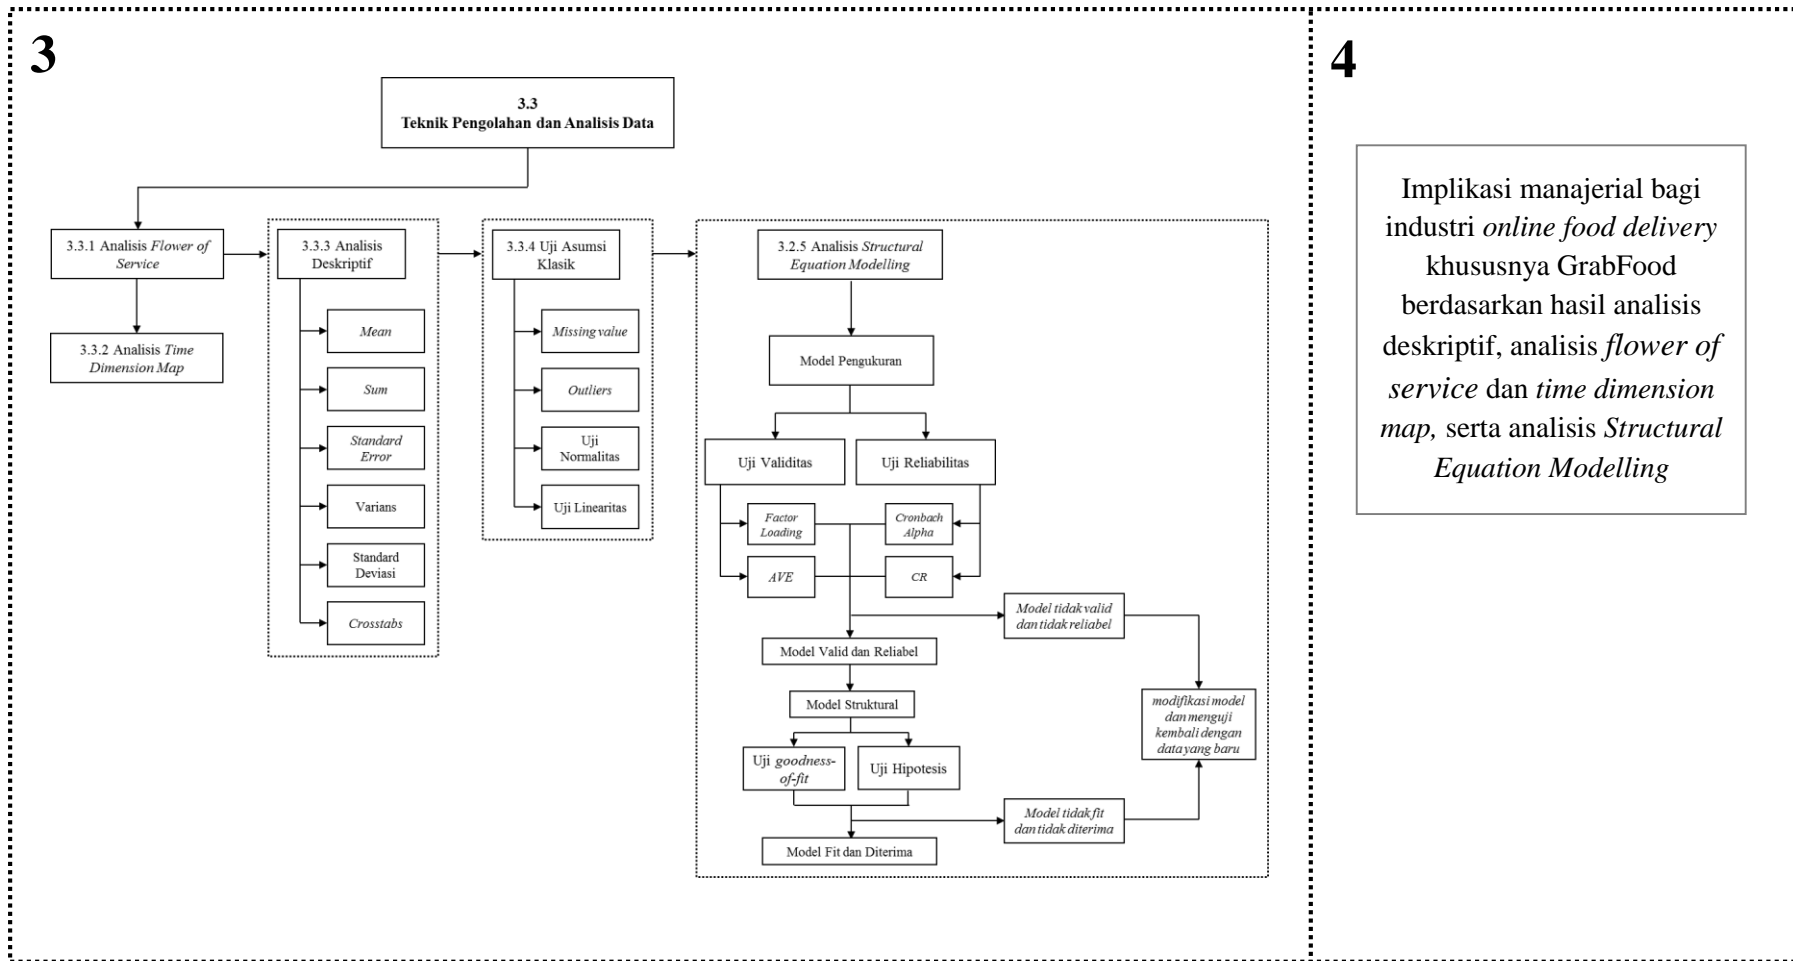 3
3.3
Teknik Pengolahan dan Analisis Data
3.3.1 Analisis Flower of
Service
3.3.2 Analisis Time
Dimension Map
3.3.3 Analisis
Deskriptif
Mean
Sum
Standard
Error
Varians
Standard
Deviasi
Crosstabs
3.3.4 Uji Asumsi
Klasik
Missing value
Outliers
Uji
Normalitas
Uji Linearitas
3.2.5 Analisis Structural
Equation Modelling
Model Pengukuran
Uji Validitas
Uji Reliabilitas
Factor
Loading
Cronbach
Alpha
AVE
CR
Model tidak valid
dan tidak reliabel
Model Valid dan Reliabel
Model Struktural
modifikasi model
dan menguji
kembali dengan
data yang baru
Uji goodness-
of-fit
Uji Hipotesis
Model tidak fit
dan tidak diterima
Model Fit dan Diterima
4
Implikasi manajerial bagi
industri online food delivery
khususnya GrabFood
berdasarkan hasil analisis
deskriptif, analisis flower of
service dan time dimension
map, serta analisis Structural
Equation Modelling